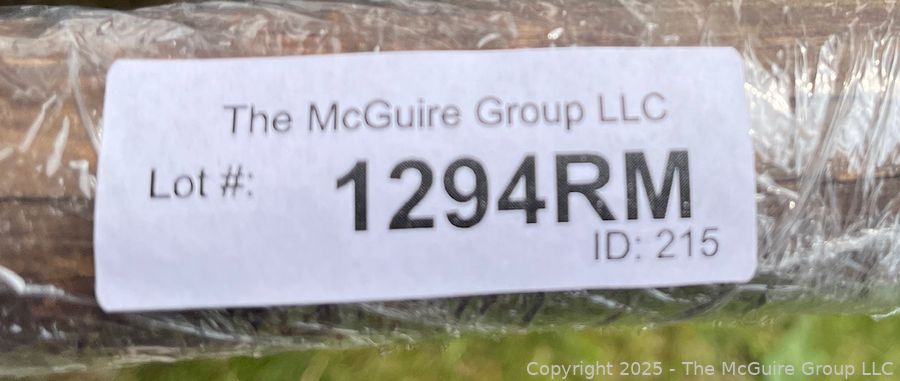 The McGuire Group LLC
Lot #: 1294RM
ID: 215
Copyright 2025 - The McGuire Group LLC